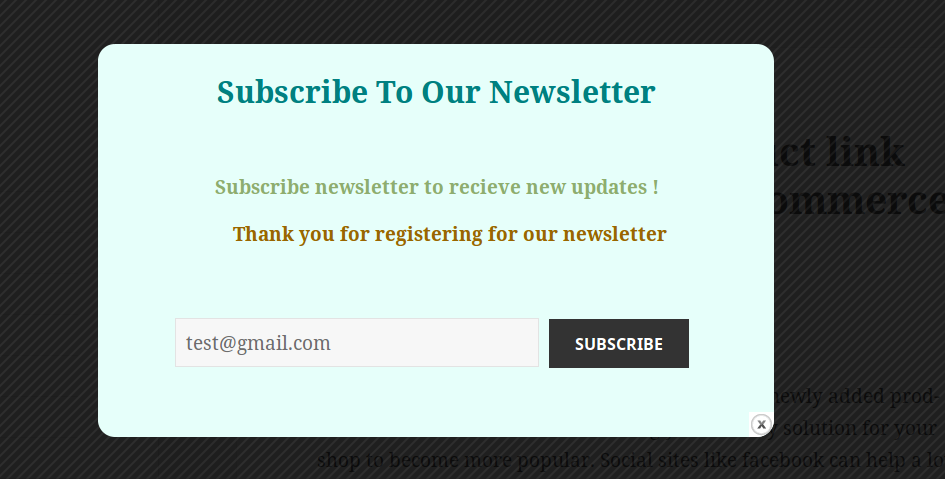 Subscribe To Our Newsletter
ct link
ommerce
Subscribe newsletter to recieve new updates !
Thank you for registering for our newsletter
test@gmail.com
SUBSCRIBE
newly added prod-
x
solution for your
shop to become more popular. Social sites like facebook can help a lo